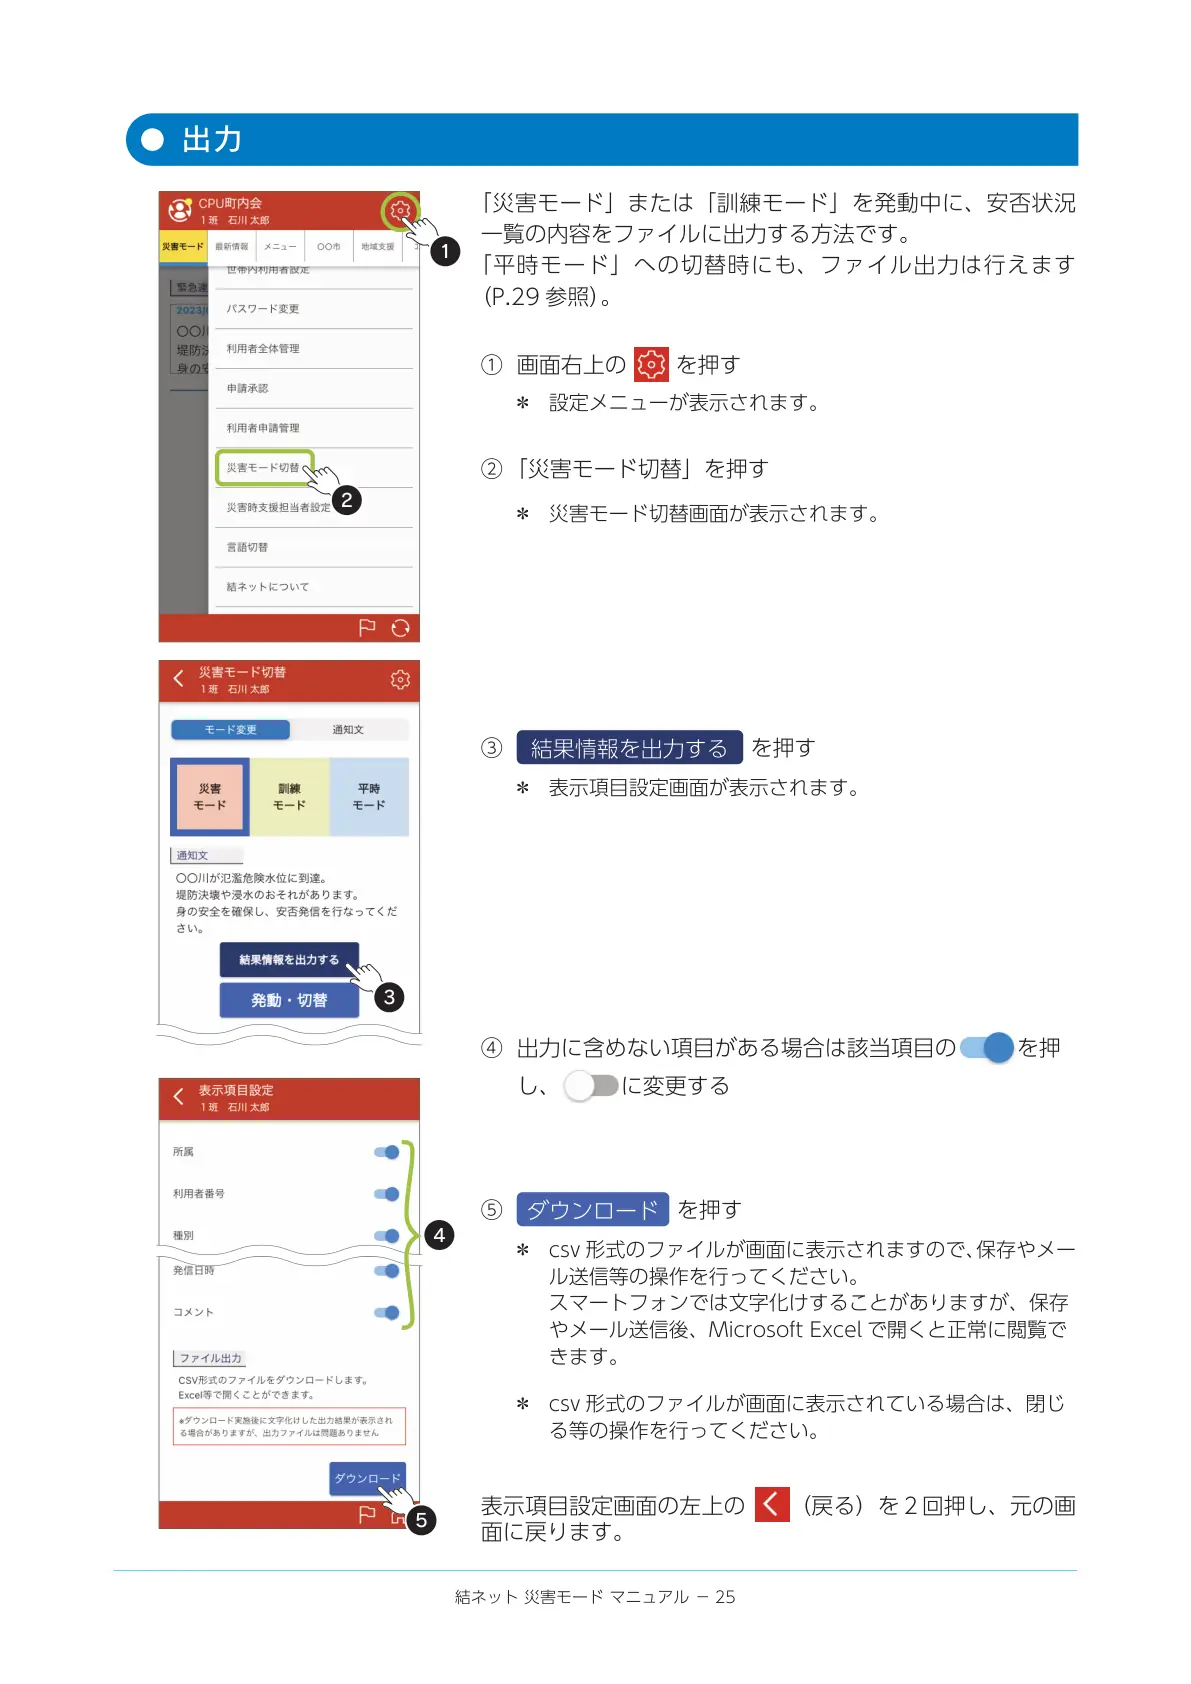 出力
CPU町内会
1班 石川 太郎
災害モード 最新情報 メニュー 〇〇市 地域支援
世帯内利用者設定
緊急連
2023/
パスワード変更
〇〇川
堤防決
身の安
利用者全体管理
申請承認
利用者申請管理
災害モード切替
災害時支援担当者設定
言語切替
結ネットについて
1
2
「災害モード」または「訓練モード」を発動中に、安否状況
一覧の内容をファイルに出力する方法です。
「平時モード」への切替時にも、ファイル出力は行えます
(P.29 参照)。
① 画面右上の を押す
＊ 設定メニューが表示されます。
② 「災害モード切替」を押す
＊ 災害モード切替画面が表示されます。
災害モード切替
1班 石川 太郎
モード変更 通知文
災害
モード
訓練
モード
平時
モード
通知文
〇〇川が氾濫危険水位に到達。
堤防決壊や浸水のおそれがあります。
身の安全を確保し、安否発信を行なってくだ
さい。
結果情報を出力する
発動・切替
3
③ 結果情報を出力する を押す
＊ 表示項目設定画面が表示されます。
④ 出力に含めない項目がある場合は該当項目の を押
し、 に変更する
表示項目設定
1班 石川 太郎
所属
利用者番号
種別
発信日時
コメント
4
ファイル出力
CSV形式のファイルをダウンロードします。
Excel等で開くことができます。
※ダウンロード実施後に文字化けした出力結果が表示され
る場合がありますが、出力ファイルは問題ありません
ダウンロード
5
⑤ ダウンロード を押す
＊ csv 形式のファイルが画面に表示されますので、保存やメー
ル送信等の操作を行ってください。
スマートフォンでは文字化けすることがありますが、保存
やメール送信後、Microsoft Excel で開くと正常に閲覧で
きます。
＊ csv 形式のファイルが画面に表示されている場合は、閉じ
る等の操作を行ってください。
表示項目設定画面の左上の （戻る）を２回押し、元の画
面に戻ります。
結ネット 災害モード マニュアル － 25